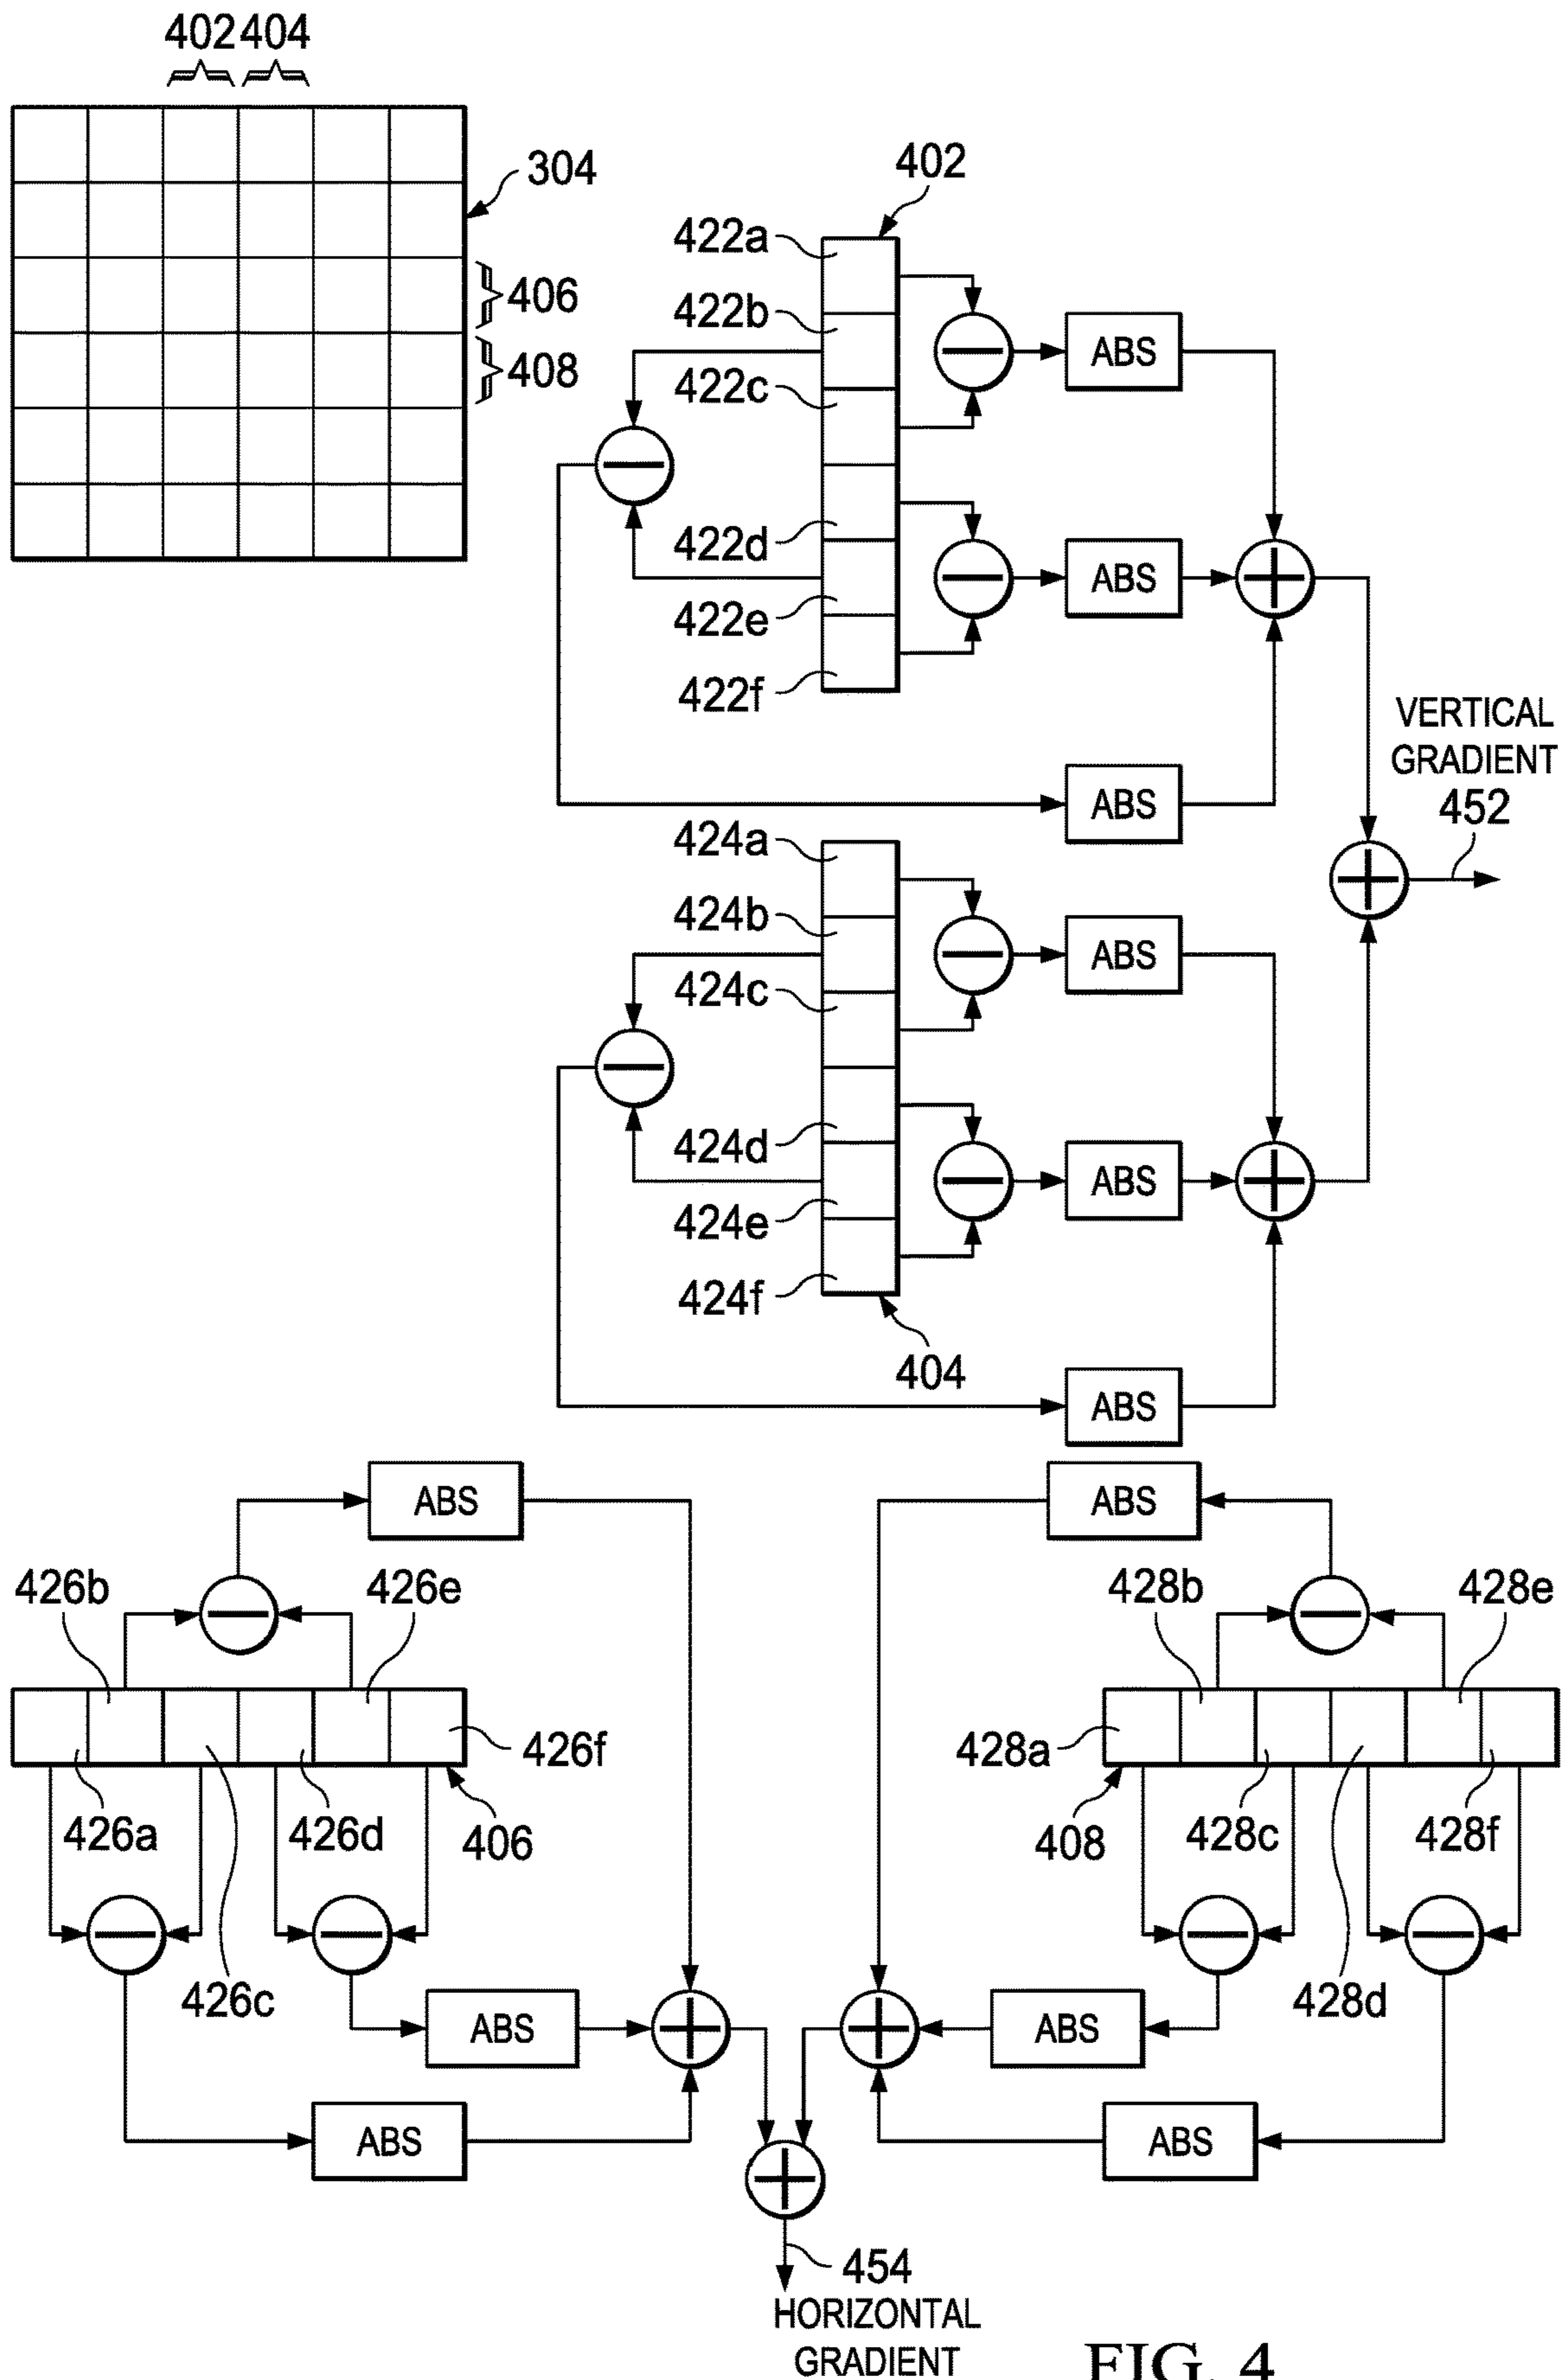 402 404
304
406
408
402
422a
422b
422c
422d
422e
422f
ABS
ABS
ABS
VERTICAL
GRADIENT
452
424a
424b
424c
424d
424e
424f
404
ABS
ABS
ABS
ABS
426b
426e
426f
426a
426d
406
426c
ABS
ABS
ABS
428b
428e
428a
408
428c
428f
428d
ABS
ABS
454
HORIZONTAL
GRADIENT
FIG. 4